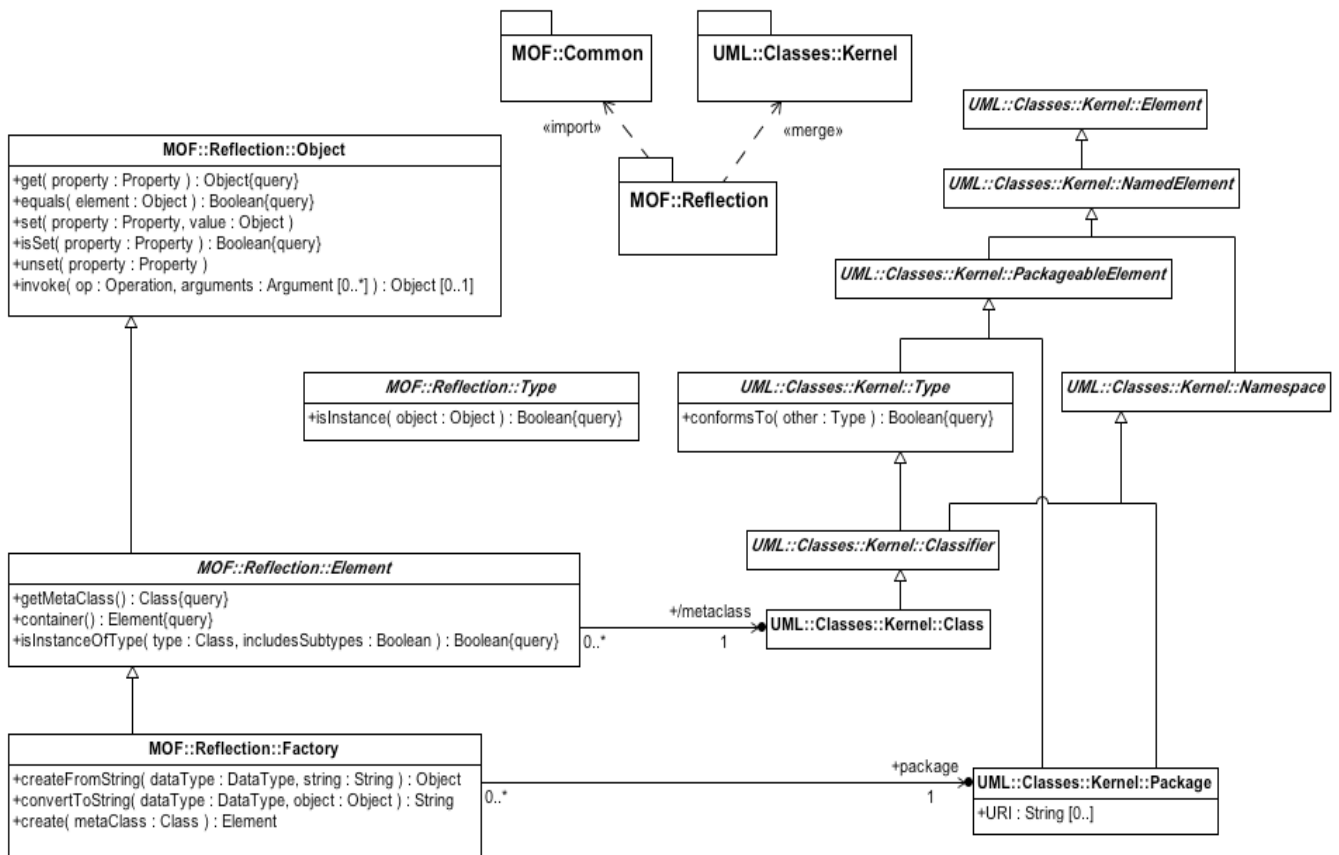 MOF::Common
UML::Classes::Kernel
«import»
«merge»
MOF::Reflection
UML::Classes::Kernel::Element
UML::Classes::Kernel::NamedElement
UML::Classes::Kernel::PackageableElement
MOF::Reflection::Object
+get( property : Property ) : Object{query}
+equals( element : Object ) : Boolean{query}
+set( property : Property, value : Object )
+isSet( property : Property ) : Boolean{query}
+unset( property : Property )
+invoke( op : Operation, arguments : Argument [0..*] ) : Object [0..1]
MOF::Reflection::Type
+isInstance( object : Object ) : Boolean{query}
UML::Classes::Kernel::Type
+conformsTo( other : Type ) : Boolean{query}
UML::Classes::Kernel::Namespace
UML::Classes::Kernel::Classifier
MOF::Reflection::Element
+getMetaClass() : Class{query}
+container() : Element{query}
+isInstanceOfType( type : Class, includesSubtypes : Boolean ) : Boolean{query}
+/metaclass
0..*
1
UML::Classes::Kernel::Class
MOF::Reflection::Factory
+createFromString( dataType : DataType, string : String ) : Object
+convertToString( dataType : DataType, object : Object ) : String
+create( metaClass : Class ) : Element
+package
0..*
1
UML::Classes::Kernel::Package
+URI : String [0..]